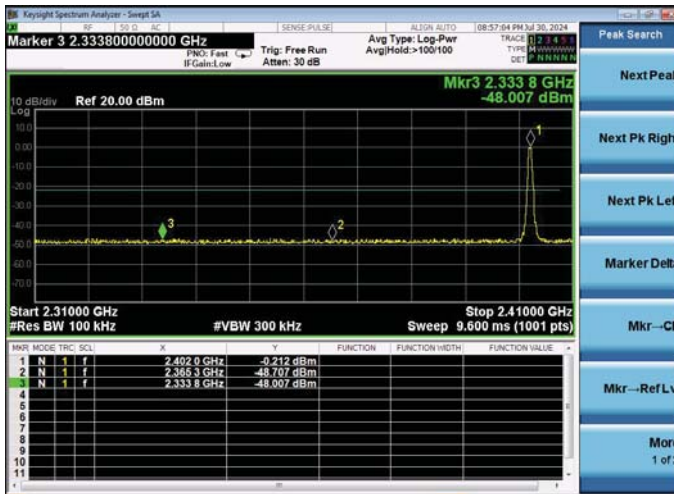 Keysight Spectrum Analyzer - Swept SA
RF 50 Ω AC SENSE:PULSE ALIGN AUTO 08:57:04 PM Jul 30, 2024
Marker 3 2.333800000000 GHz
PNO: Fast
IFGain:Low
Trig: Free Run
Atten: 30 dB
Avg Type: Log-Pwr
Avg|Hold:>100/100
TRACE 1 2 3 4 5 6
TYPE M
DET P N N N N N
Mkr3 2.333 8 GHz
-48.007 dBm
10 dB/div Ref 20.00 dBm
Log
10.0
0.00
-10.0
-20.0
-30.0
-40.0
-50.0
-60.0
-70.0
1
2
3
Start 2.31000 GHz Stop 2.41000 GHz
#Res BW 100 kHz #VBW 300 kHz Sweep 9.600 ms (1001 pts)
MKR MODE TRC SCL X Y FUNCTION FUNCTION WIDTH FUNCTION VALUE
1 N 1 f 2.402 0 GHz -0.212 dBm
2 N 1 f 2.365 3 GHz -48.707 dBm
3 N 1 f 2.333 8 GHz -48.007 dBm
4
5
6
7
8
9
10
11
Peak Search
Next Peak
Next Pk Righ
Next Pk Lef
Marker Delt
Mkr→C
Mkr→Ref Lv
Mor
1 of